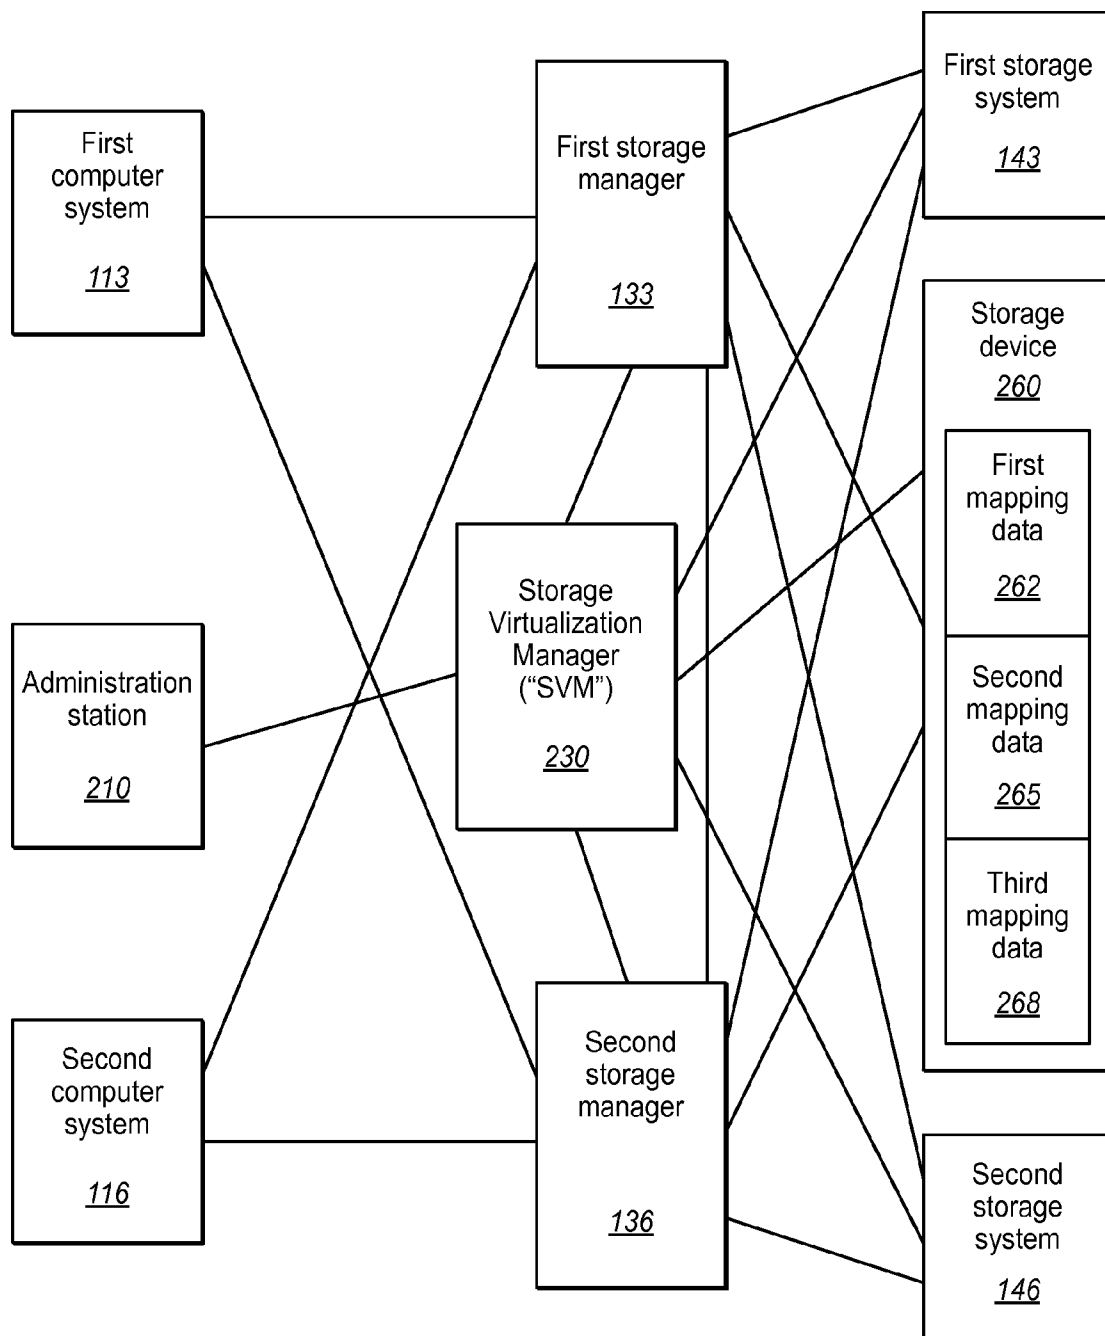 First
computer
system
113
Administration
station
210
Second
computer
system
116
First storage
manager
133
Storage
Virtualization
Manager
(“SVM”)
230
Second
storage
manager
136
First storage
system
143
Storage
device
260
First
mapping
data
262
Second
mapping
data
265
Third
mapping
data
268
Second
storage
system
146